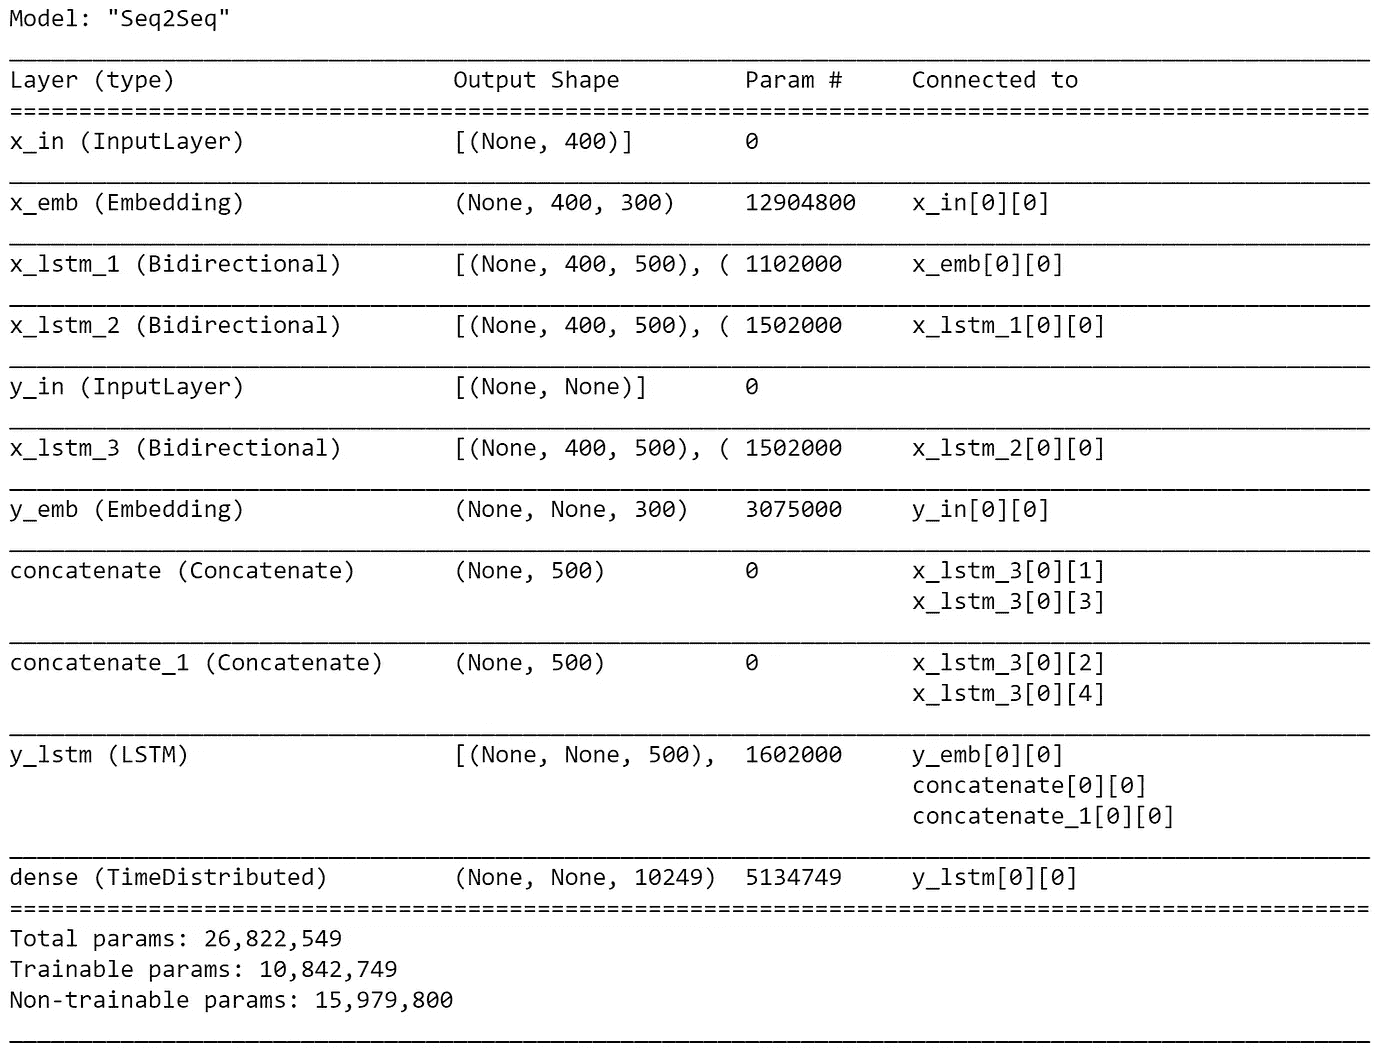 Model: "Seq2Seq"
Layer (type) Output Shape Param # Connected to
x_in (InputLayer) [(None, 400)] 0
x_emb (Embedding) (None, 400, 300) 12904800 x_in[0][0]
x_lstm_1 (Bidirectional) [(None, 400, 500), ( 1102000 x_emb[0][0]
x_lstm_2 (Bidirectional) [(None, 400, 500), ( 1502000 x_lstm_1[0][0]
y_in (InputLayer) [(None, None)] 0
x_lstm_3 (Bidirectional) [(None, 400, 500), ( 1502000 x_lstm_2[0][0]
y_emb (Embedding) (None, None, 300) 3075000 y_in[0][0]
concatenate (Concatenate) (None, 500) 0 x_lstm_3[0][1]
x_lstm_3[0][3]
concatenate_1 (Concatenate) (None, 500) 0 x_lstm_3[0][2]
x_lstm_3[0][4]
y_lstm (LSTM) [(None, None, 500), 1602000 y_emb[0][0]
concatenate[0][0]
concatenate_1[0][0]
dense (TimeDistributed) (None, None, 10249) 5134749 y_lstm[0][0]
Total params: 26,822,549
Trainable params: 10,842,749
Non-trainable params: 15,979,800